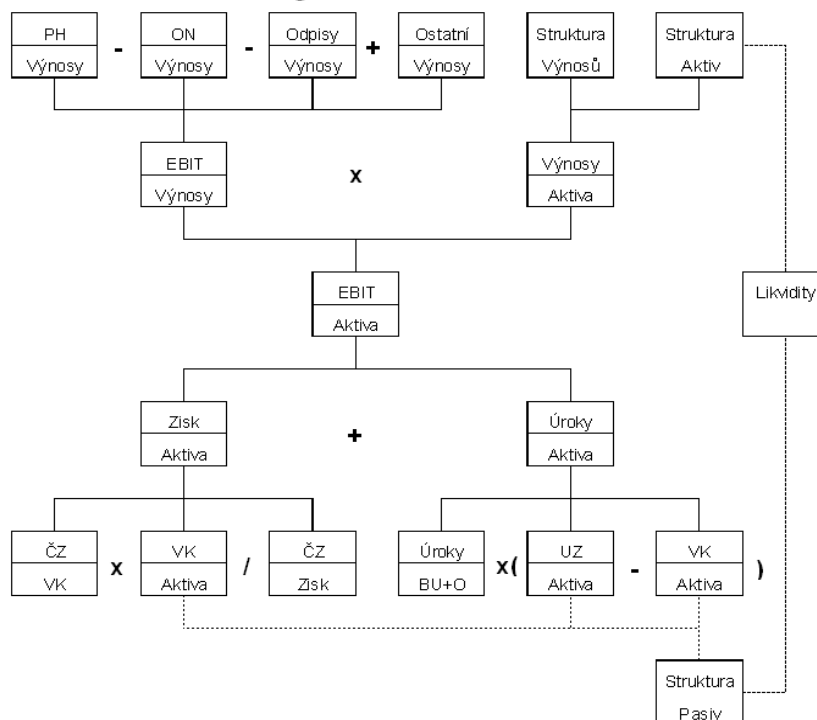 PH - ON - Odpisy + Ostatní Struktura Struktura
Výnosy Výnosy Výnosy Výnosy Výnosů Aktiv
EBIT x Výnosy
Výnosy Aktiva
EBIT Likvidity
Aktiva
Zisk + Úroky
Aktiva Aktiva
ČZ x VK / ČZ Úroky x( UZ - VK )
VK Aktiva Zisk BU+O Aktiva Aktiva
Struktura
Pasiv